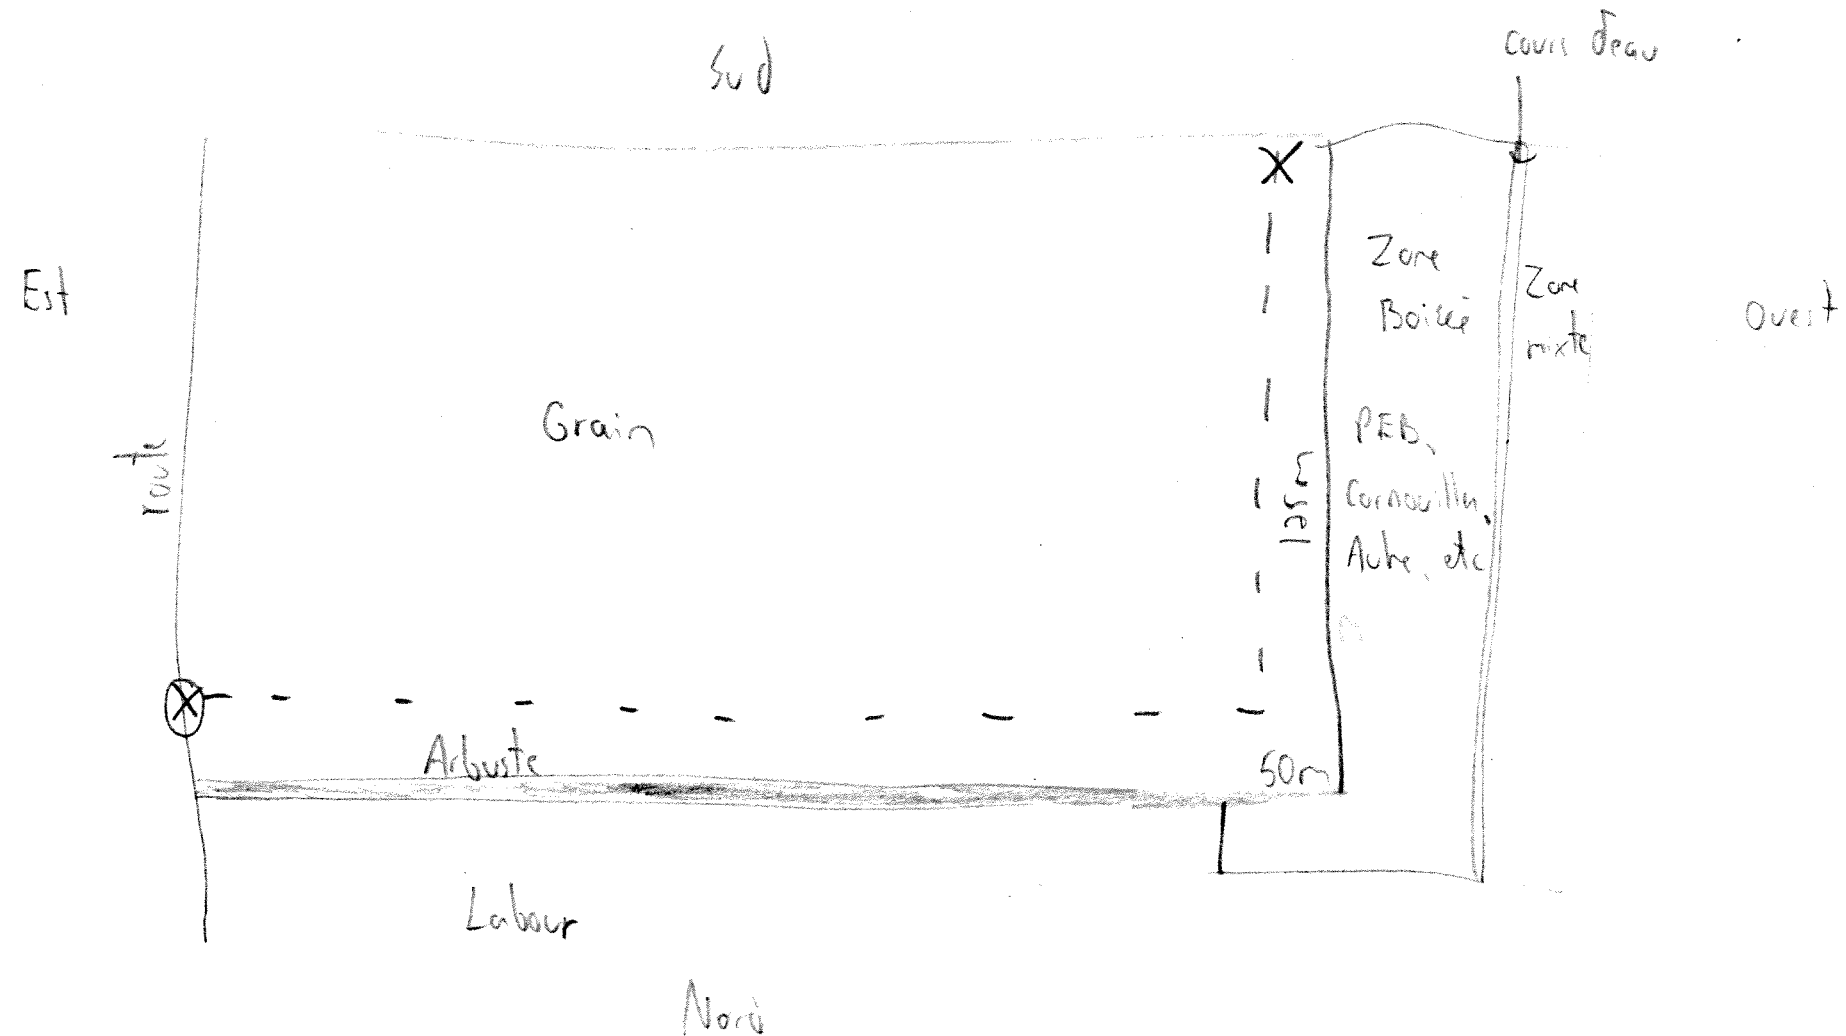 Sud
cours d'eau
Est
Zone
Boisée
Zone
mixte
Ouest
Grain
route
PEB,
Cornouiller,
Autre, etc
125m
Arbuste
50m
Labour
Nord